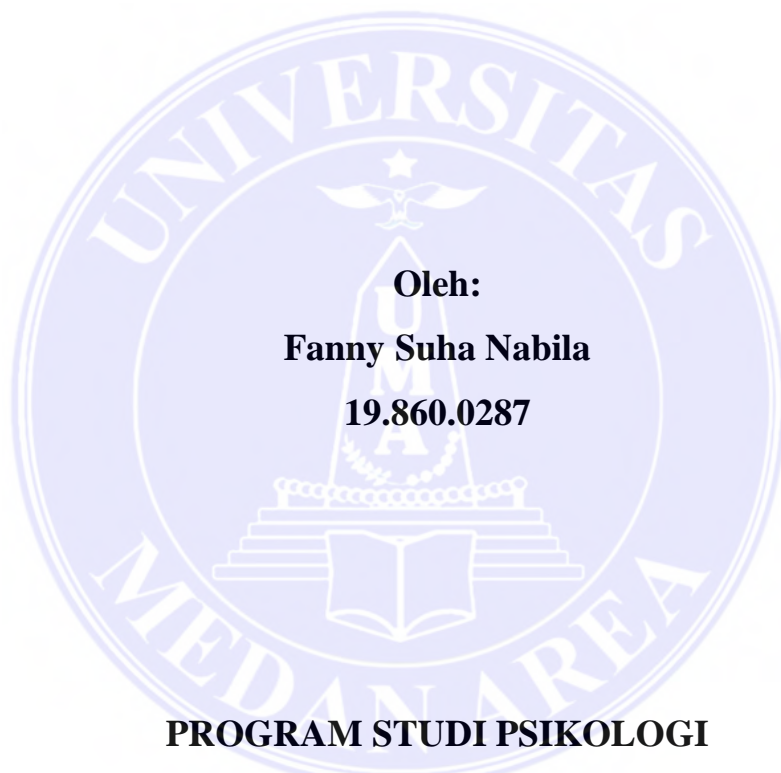 UNIVERSITAS
Oleh:
U
Fanny Suha Nabila
M
19.860.0287
A
MEDAN AREA
PROGRAM STUDI PSIKOLOGI